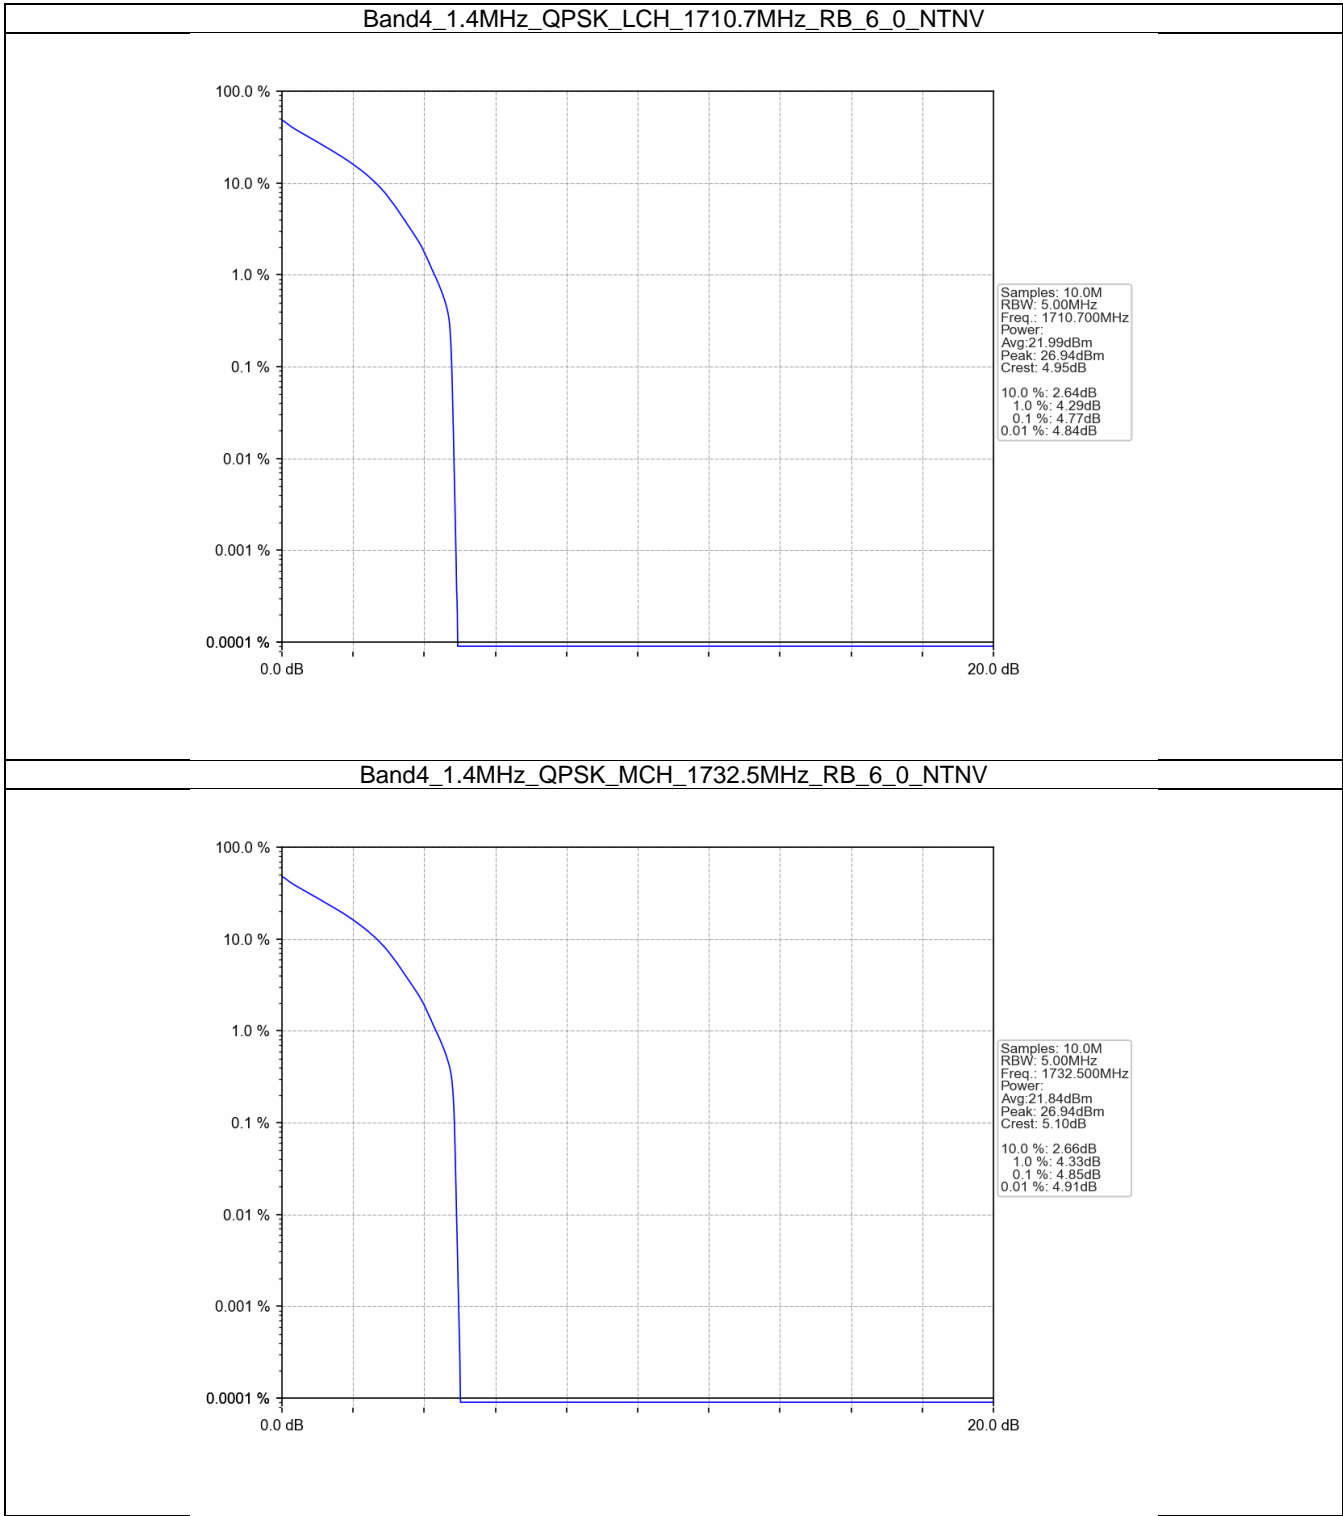 Band4_1.4MHz_QPSK_LCH_1710.7MHz_RB_6_0_NTNV
100.0 %
10.0 %
1.0 %
0.1 %
0.01 %
0.001 %
0.0001 %
0.0 dB
20.0 dB
Samples: 10.0M
RBW: 5.00MHz
Freq.: 1710.700MHz
Power:
Avg:21.99dBm
Peak: 26.94dBm
Crest: 4.95dB
10.0 %: 2.64dB
1.0 %: 4.29dB
0.1 %: 4.77dB
0.01 %: 4.84dB
Band4_1.4MHz_QPSK_MCH_1732.5MHz_RB_6_0_NTNV
100.0 %
10.0 %
1.0 %
0.1 %
0.01 %
0.001 %
0.0001 %
0.0 dB
20.0 dB
Samples: 10.0M
RBW: 5.00MHz
Freq.: 1732.500MHz
Power:
Avg:21.84dBm
Peak: 26.94dBm
Crest: 5.10dB
10.0 %: 2.66dB
1.0 %: 4.33dB
0.1 %: 4.85dB
0.01 %: 4.91dB